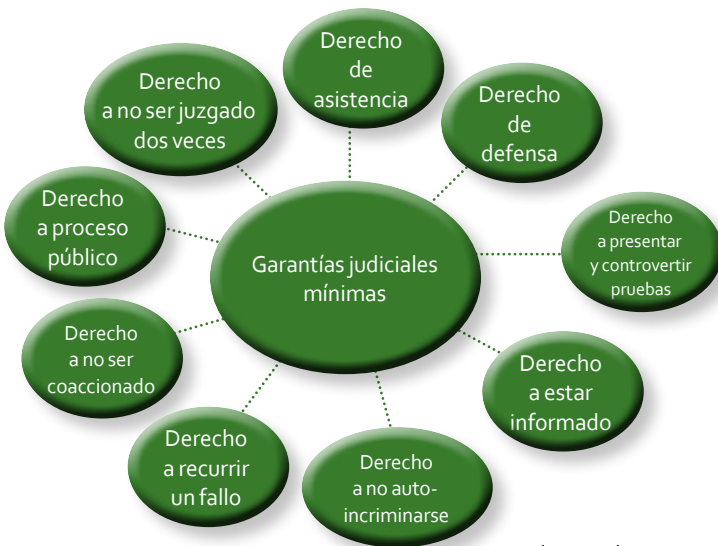 Derecho
de
asistencia
Derecho
de
defensa
Derecho
a presentar
y controvertir
pruebas
Derecho
a estar
informado
Derecho
a no auto-
incriminarse
Derecho
a recurrir
un fallo
Derecho
a no ser
coaccionado
Derecho
a proceso
público
Derecho
a no ser juzgado
dos veces
Garantías judiciales
mínimas